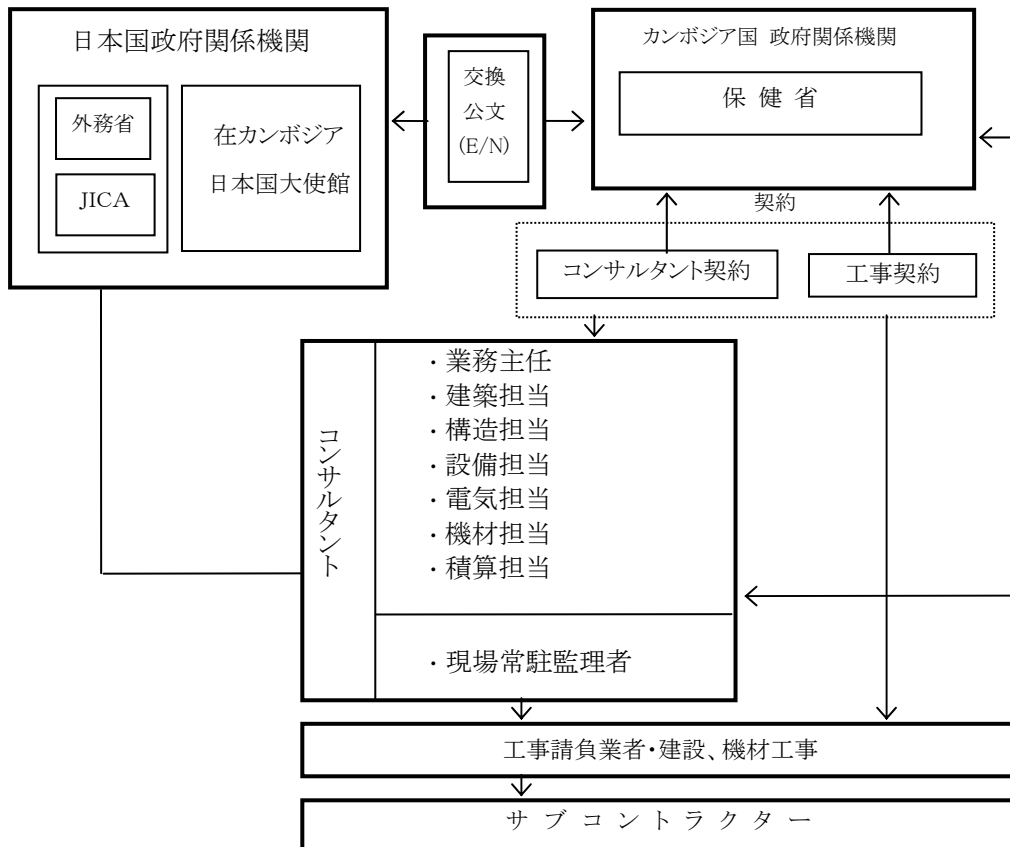 日本国政府関係機関
外務省
JICA
在カンボジア
日本国大使館
交換
公文
(E/N)
カンボジア国 政府関係機関
保 健 省
契約
コンサルタント契約
工事契約
コンサルタント
・業務主任
・建築担当
・構造担当
・設備担当
・電気担当
・機材担当
・積算担当
・現場常駐監理者
工事請負業者・建設、機材工事
サ ブ コ ン ト ラ ク タ ー